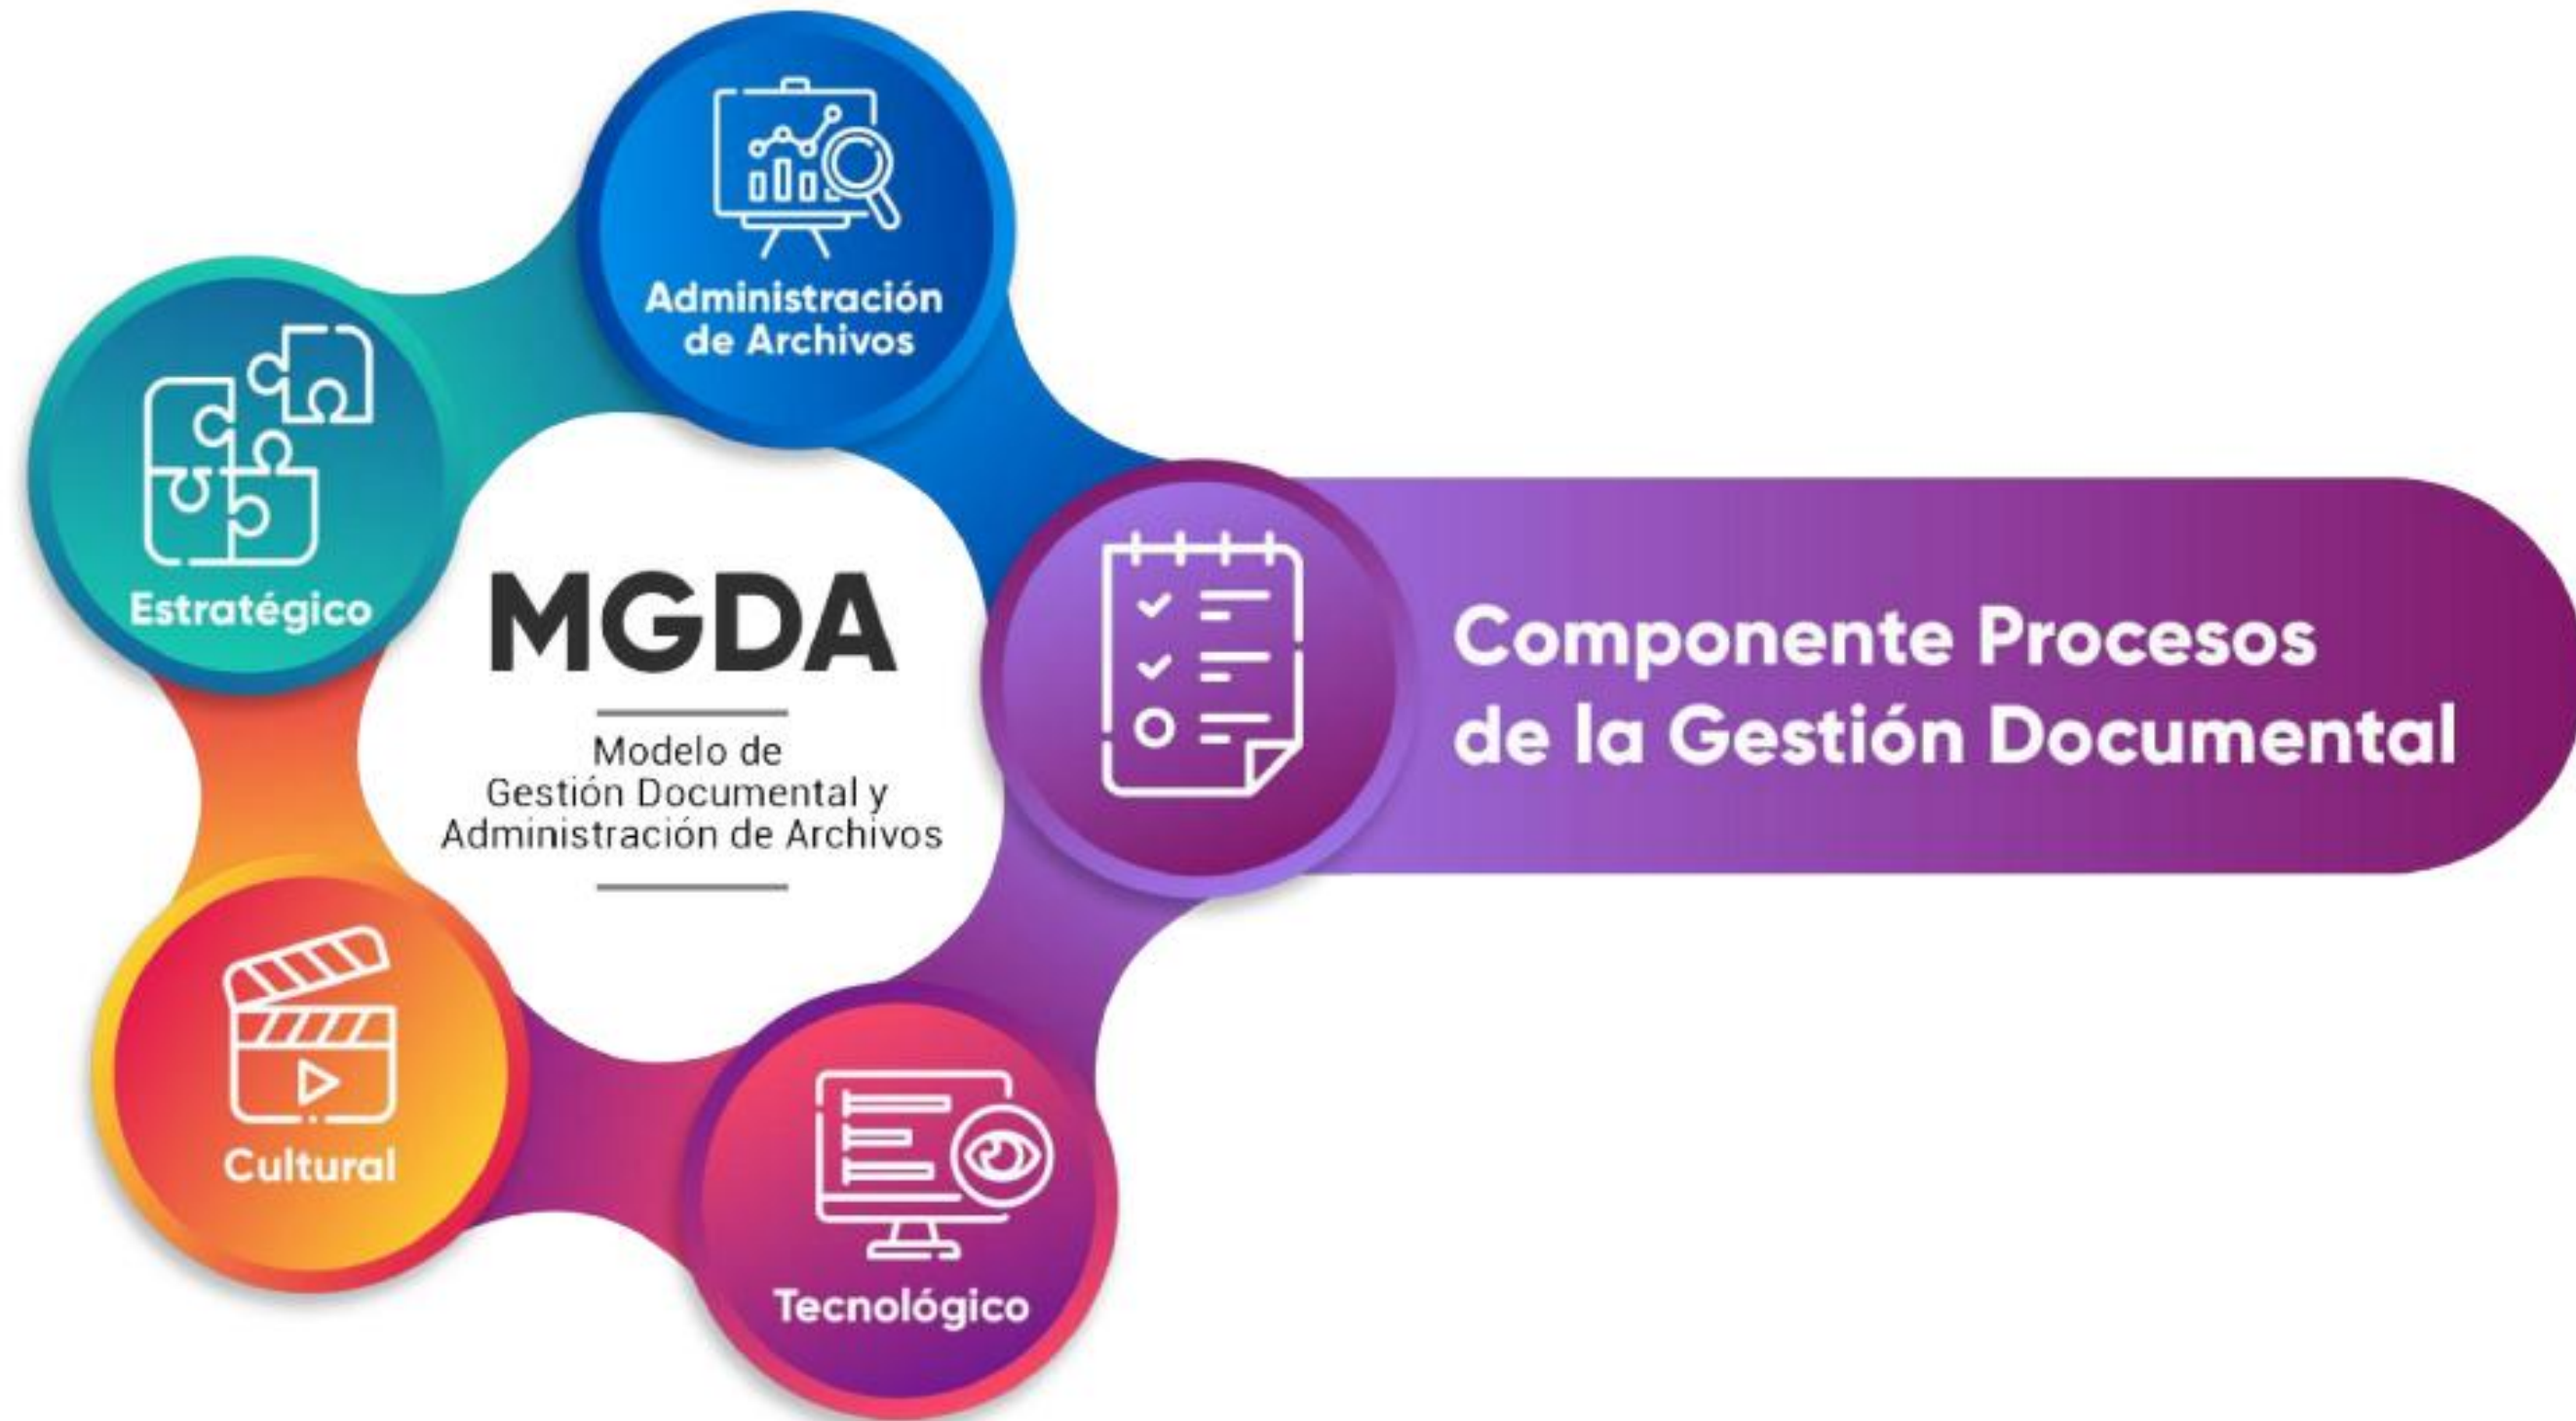 Administración
de Archivos
Estratégico
MGDA
Modelo de
Gestión Documental y
Administración de Archivos
Componente Procesos
de la Gestión Documental
Cultural
Tecnológico